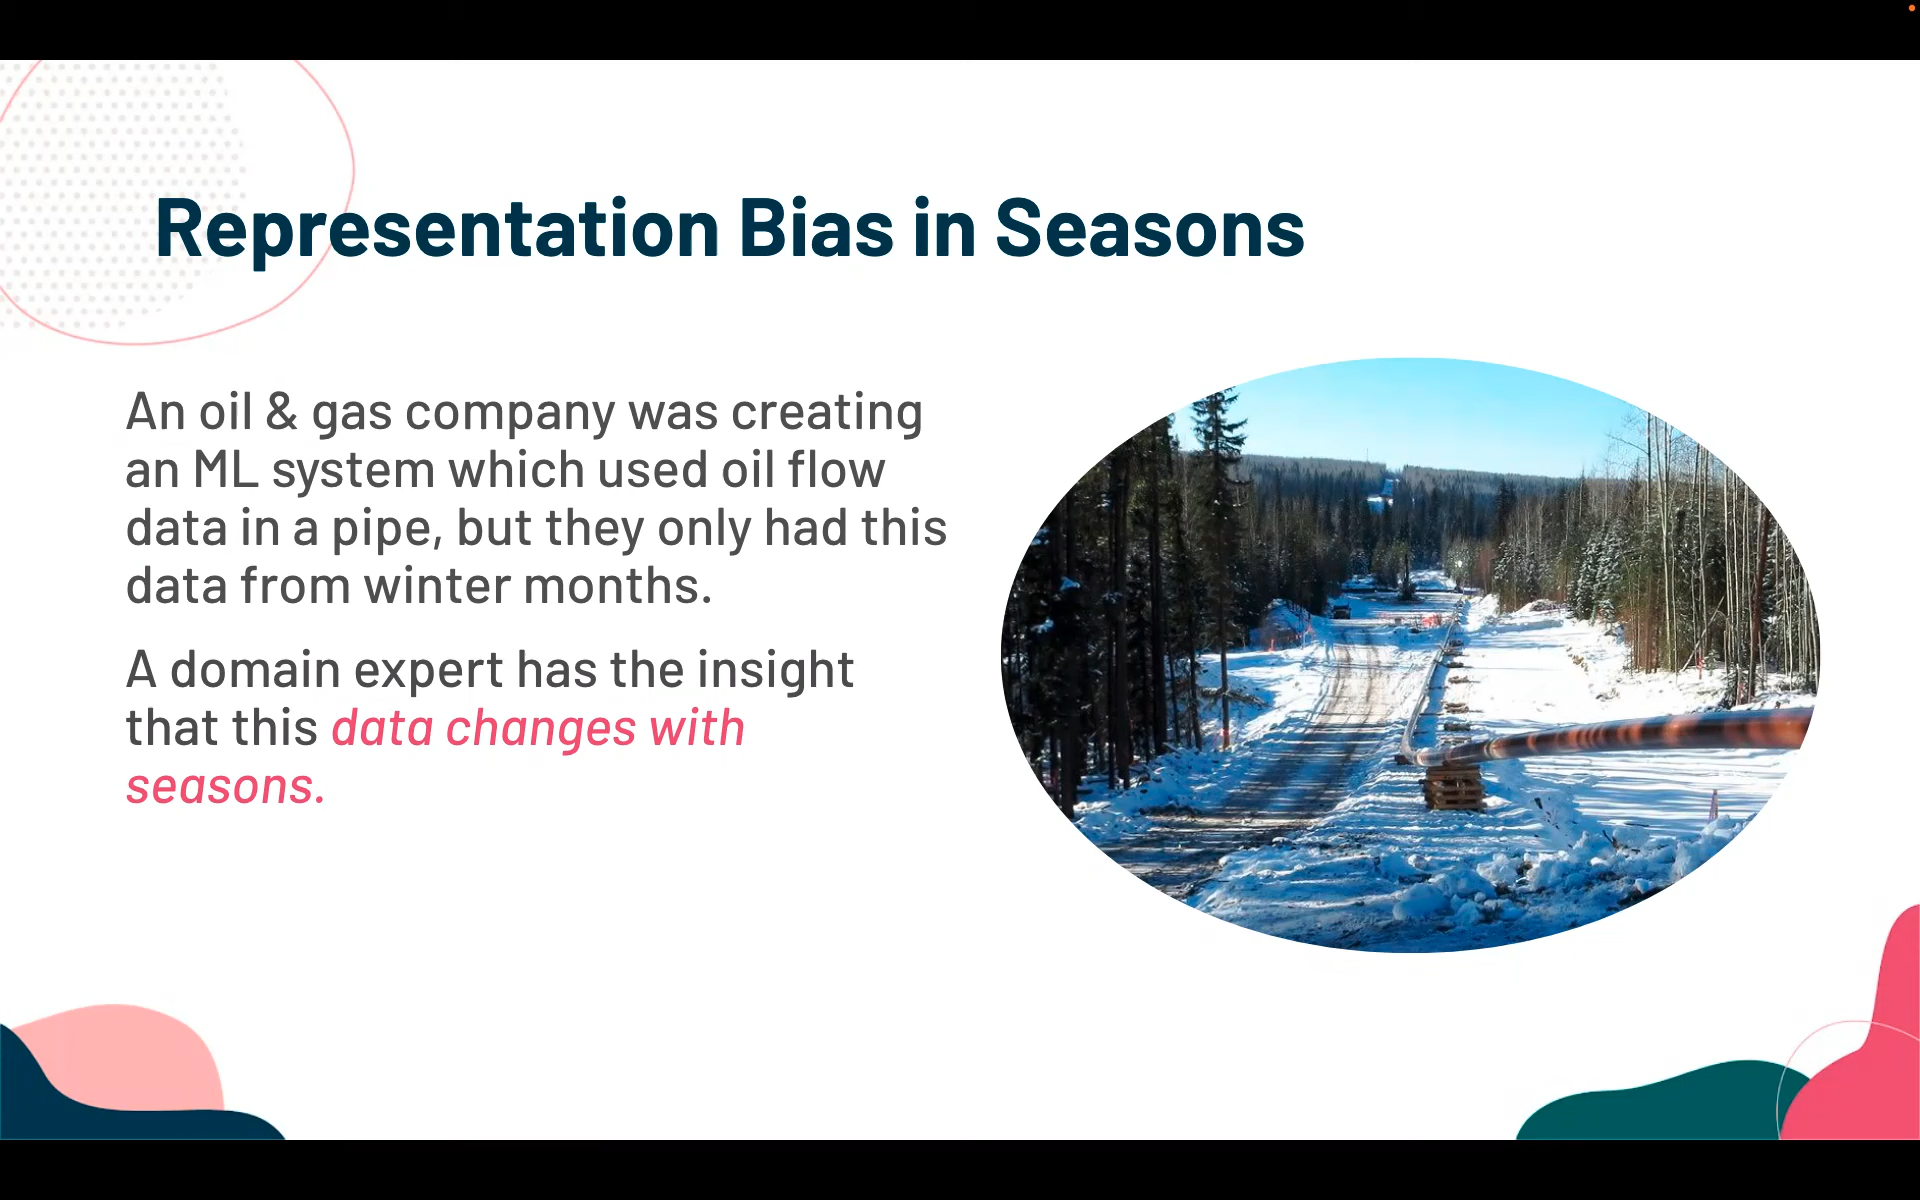 Representation Bias in Seasons
An oil & gas company was creating
an ML system which used oil flow
data in a pipe, but they only had this
data from winter months.
A domain expert has the insight
that this data changes with
seasons.